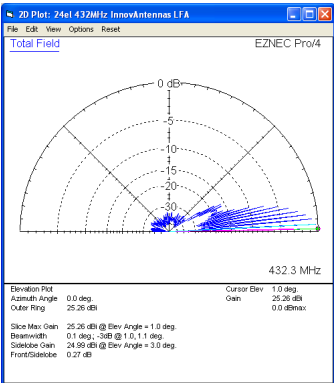 2D Plot: 24el 432MHz InnovAntennas LFA
File Edit View Options Reset
Total Field
EZNEC Pro/4
0 dB
-5
-10
-15
-20
-30
432.3 MHz
Elevation Plot
Cursor Elev 1.0 deg.
Azimuth Angle 0.0 deg.
Gain 25.26 dBi
Outer Ring 25.26 dBi
0.0 dBmax
Slice Max Gain 25.26 dBi @ Elev Angle = 1.0 deg.
Beamwidth 0.1 deg.; -3dB @ 1.0, 1.1 deg.
Sidelobe Gain 24.99 dBi @ Elev Angle = 3.0 deg.
Front/Sidelobe 0.27 dB